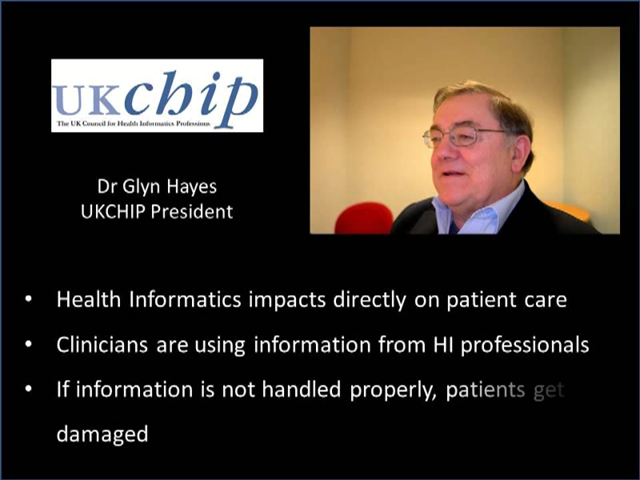 UKchip
The UK Council for Health Informatics Professions
Dr Glyn Hayes
UKCHIP President
• Health Informatics impacts directly on patient care
• Clinicians are using information from HI professionals
• If information is not handled properly, patients get
damaged